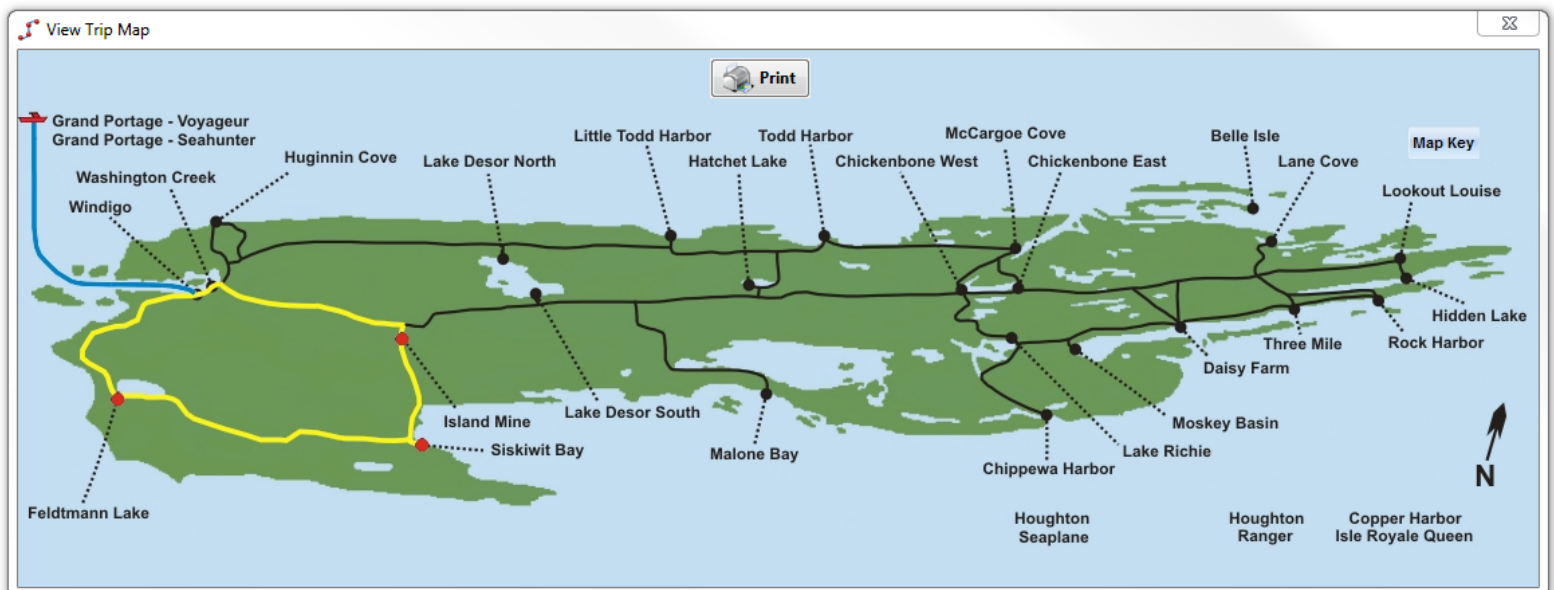 View Trip Map
Print
Grand Portage - Voyageur
Grand Portage - Seahunter
Little Todd Harbor
Todd Harbor
McCargoe Cove
Belle Isle
Map Key
Huginnin Cove
Lake Desor North
Hatchet Lake
Chickenbone West
Chickenbone East
Lane Cove
Washington Creek
Lookout Louise
Windigo
Hidden Lake
Three Mile
Rock Harbor
Daisy Farm
Island Mine
Lake Desor South
Moskey Basin
Siskiwit Bay
Malone Bay
Lake Richie
Chippewa Harbor
N
Feldtmann Lake
Houghton
Seaplane
Houghton
Ranger
Copper Harbor
Isle Royale Queen